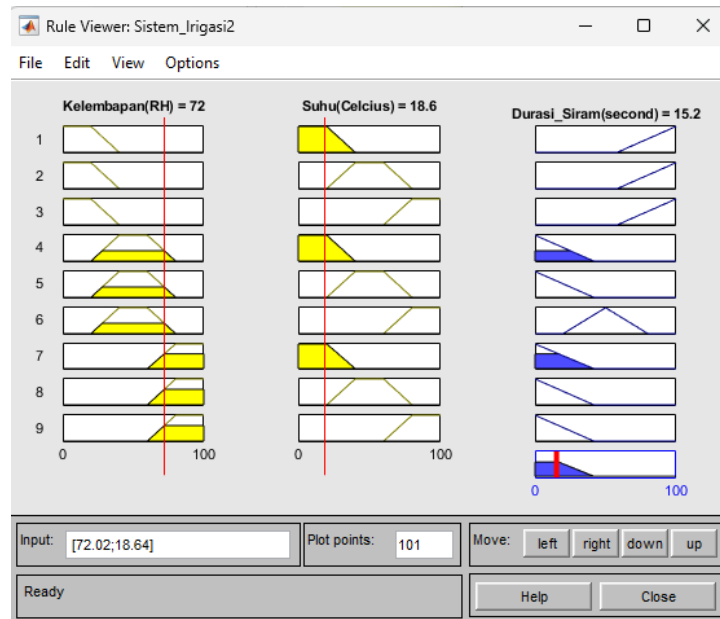 Rule Viewer: Sistem_Irigasi2
File Edit View Options
Kelembapan(RH) = 72
Suhu(Celcius) = 18.6
Durasi_Siram(second) = 15.2
1
2
3
4
5
6
7
8
9
0 100
0 100
0 100
Input: [72.02;18.64]
Plot points: 101
Move: left right down up
Ready
Help Close